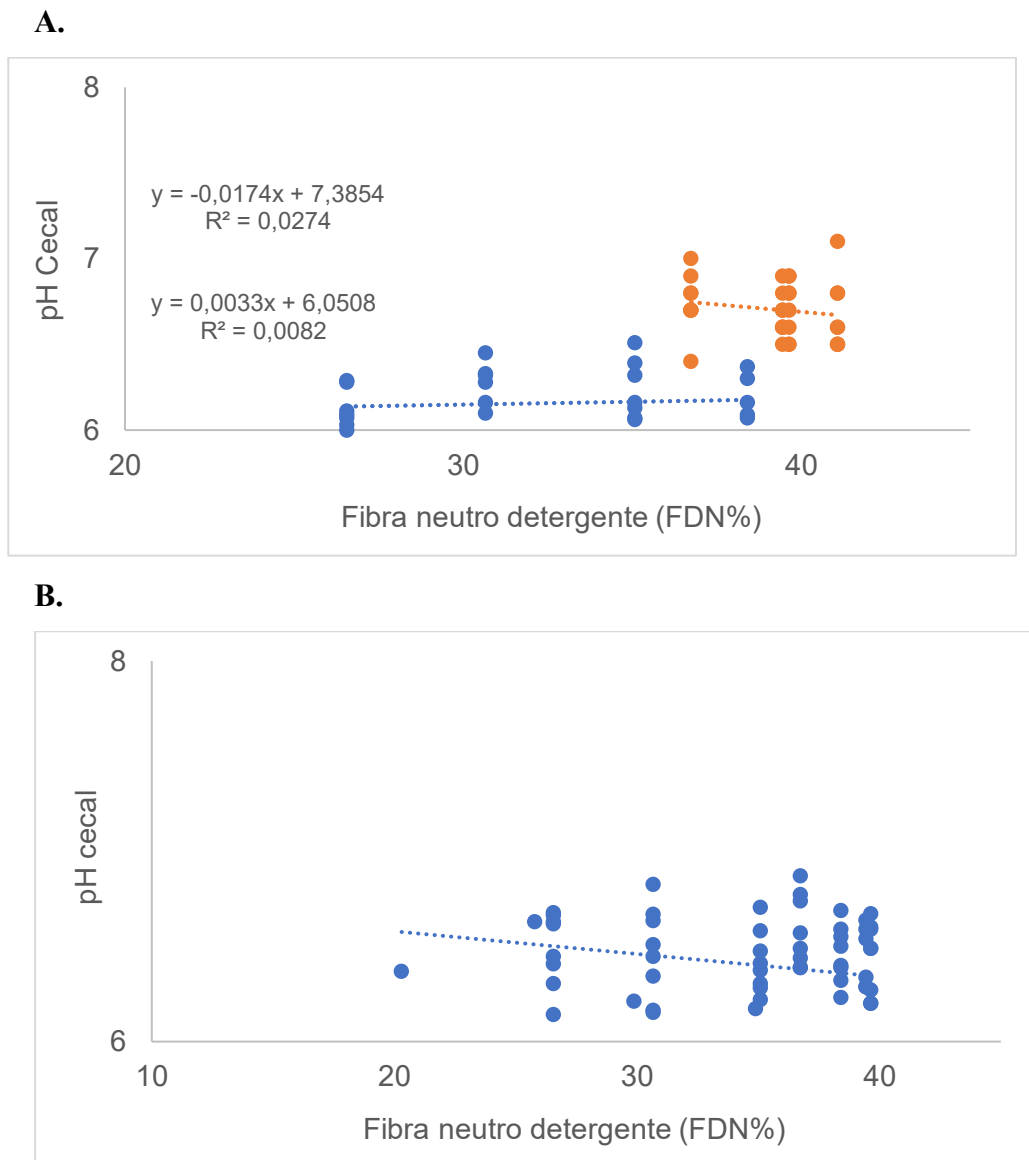 A.
8
y = -0,0174x + 7,3854
R² = 0,0274
7
pH Cecal
y = 0,0033x + 6,0508
R² = 0,0082
6
20 30 40
Fibra neutro detergente (FDN%)
B.
8
pH cecal
6
10 20 30 40
Fibra neutro detergente (FDN%)